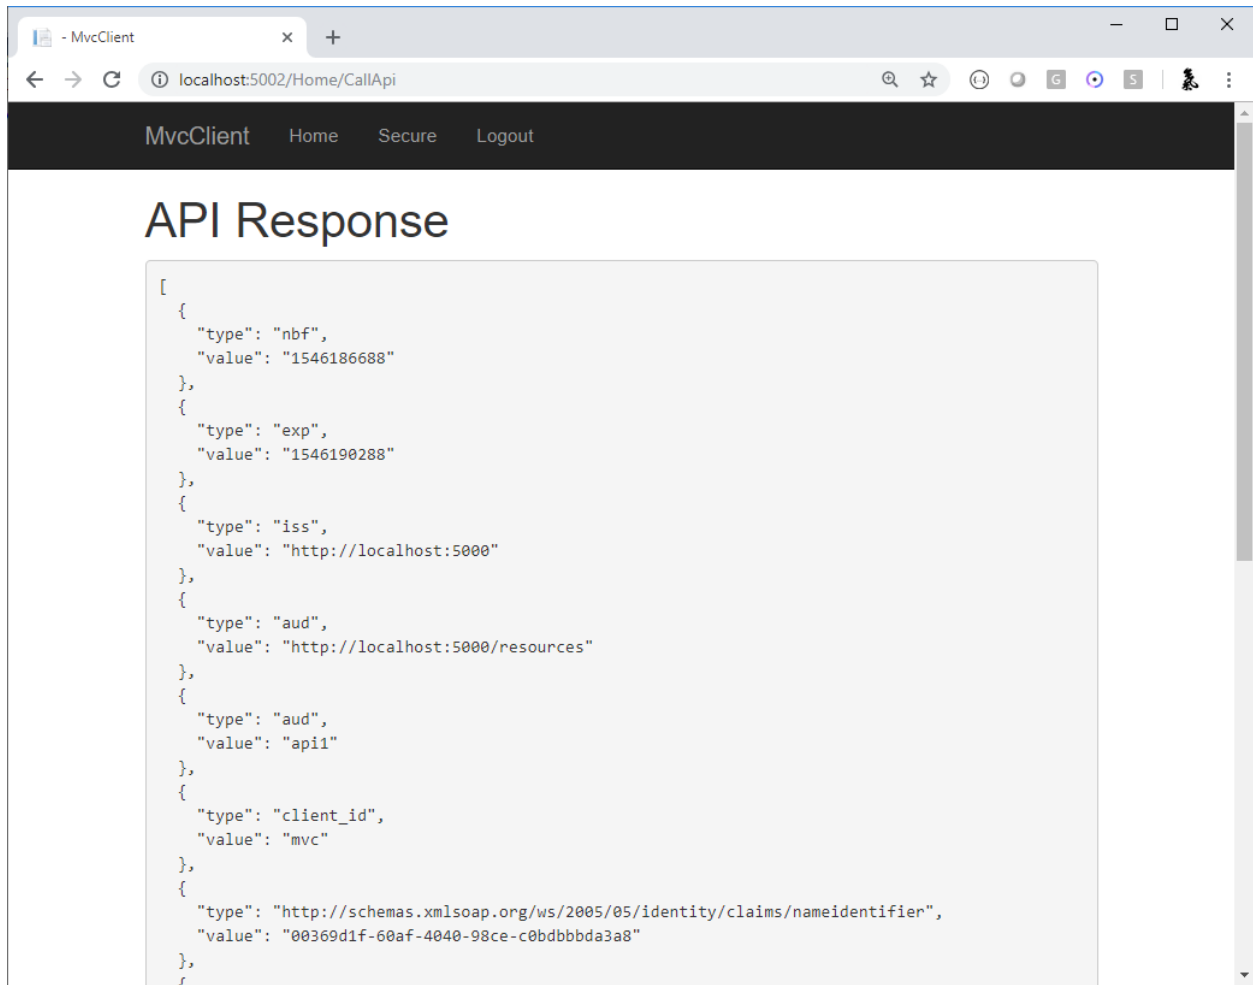 - MvcClient
localhost:5002/Home/CallApi
G
S
MvcClient Home Secure Logout
API Response
[
{
"type": "nbf",
"value": "1546186688"
},
{
"type": "exp",
"value": "1546190288"
},
{
"type": "iss",
"value": "http://localhost:5000"
},
{
"type": "aud",
"value": "http://localhost:5000/resources"
},
{
"type": "aud",
"value": "api1"
},
{
"type": "client_id",
"value": "mvc"
},
{
"type": "http://schemas.xmlsoap.org/ws/2005/05/identity/claims/nameidentifier",
"value": "00369d1f-60af-4040-98ce-c0bdbbbda3a8"
},
{